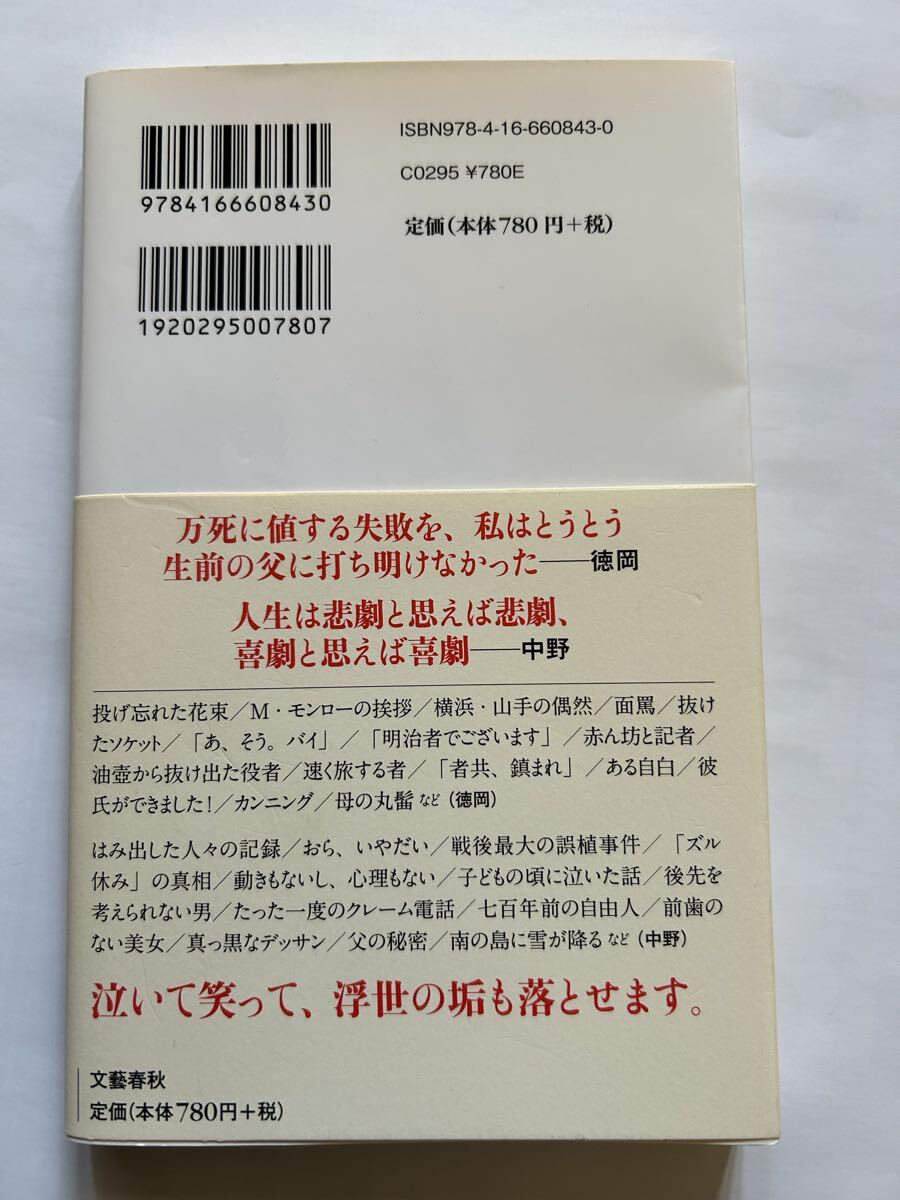 ISBN978-4-16-660843-0
C0295 ¥780E
定価(本体780円+税)
9784166608430
1920295007807
万死に値する失敗を、私はとうとう
生前の父に打ち明けなかった──徳岡
人生は悲劇と思えば悲劇、
喜劇と思えば喜劇──中野
投げ忘れた花束／M・モンローの挨拶／横浜・山手の偶然／面罵／抜け
たソケット／「あ、そう。バイ」／「明治者でございます」／赤ん坊と記者／
油壺から抜け出た役者／速く旅する者／「者共、鎮まれ」／ある自白／彼
氏ができました!／カンニング／母の丸髷 など(徳岡)
はみ出した人々の記録／おら、いやだい／戦後最大の誤植事件／「ズル
休み」の真相／動きもないし、心理もない／子どもの頃に泣いた話／後先を
考えられない男／たった一度のクレーム電話／七百年前の自由人／前歯の
ない美女／真っ黒なデッサン／父の秘密／南の島に雪が降る など(中野)
泣いて笑って、浮世の垢も落とせます。
文藝春秋
定価(本体780円+税)